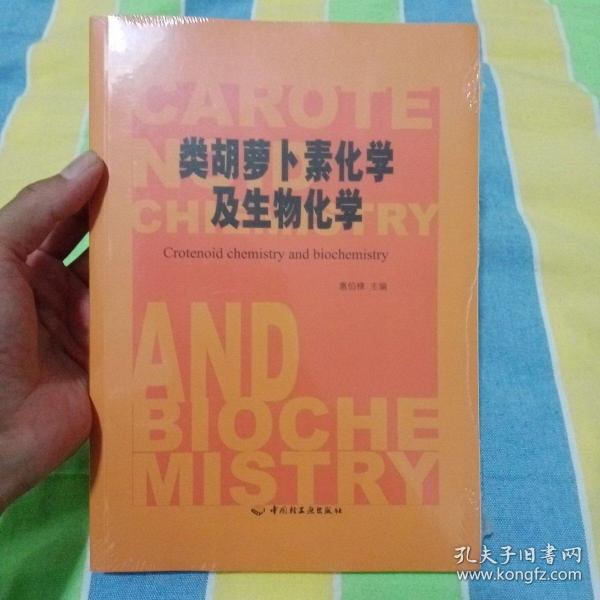 CAROTE
NOID
类胡萝卜素化学
CHEMISTRY
及生物化学
Crotenoid chemistry and biochemistry
惠伯棣 主编
AND
BIOCHE
MISTRY
中国轻工业出版社
孔夫子旧书网
www.kongfz.com